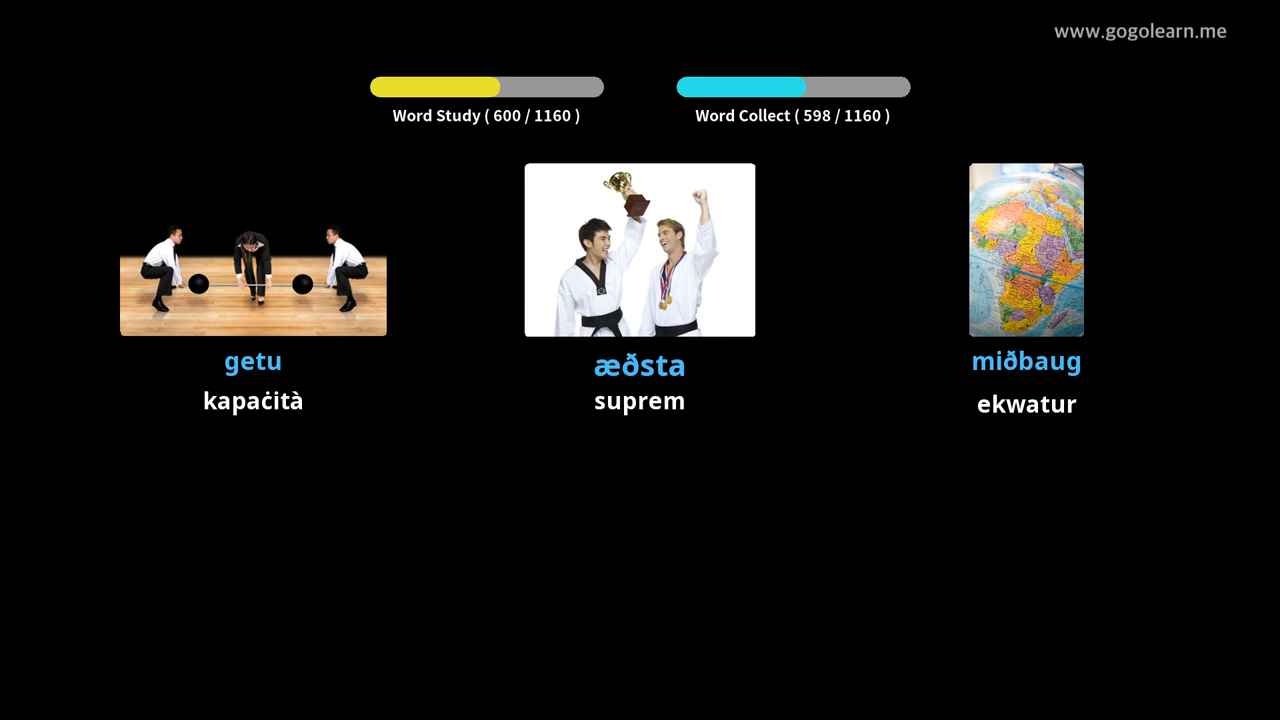 www.gogolearn.me
Word Study ( 600 / 1160 )
Word Collect ( 598 / 1160 )
getu
kapaċità
æðsta
suprem
miðbaug
ekwatur